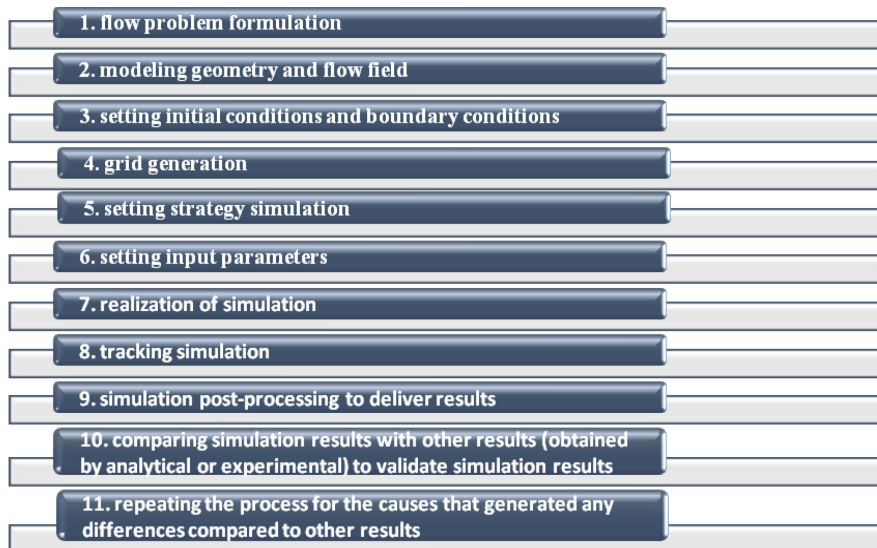 1. flow problem formulation
2. modeling geometry and flow field
3. setting initial conditions and boundary conditions
4. grid generation
5. setting strategy simulation
6. setting input parameters
7. realization of simulation
8. tracking simulation
9. simulation post-processing to deliver results
10. comparing simulation results with other results (obtained
by analytical or experimental) to validate simulation results
11. repeating the process for the causes that generated any
differences compared to other results